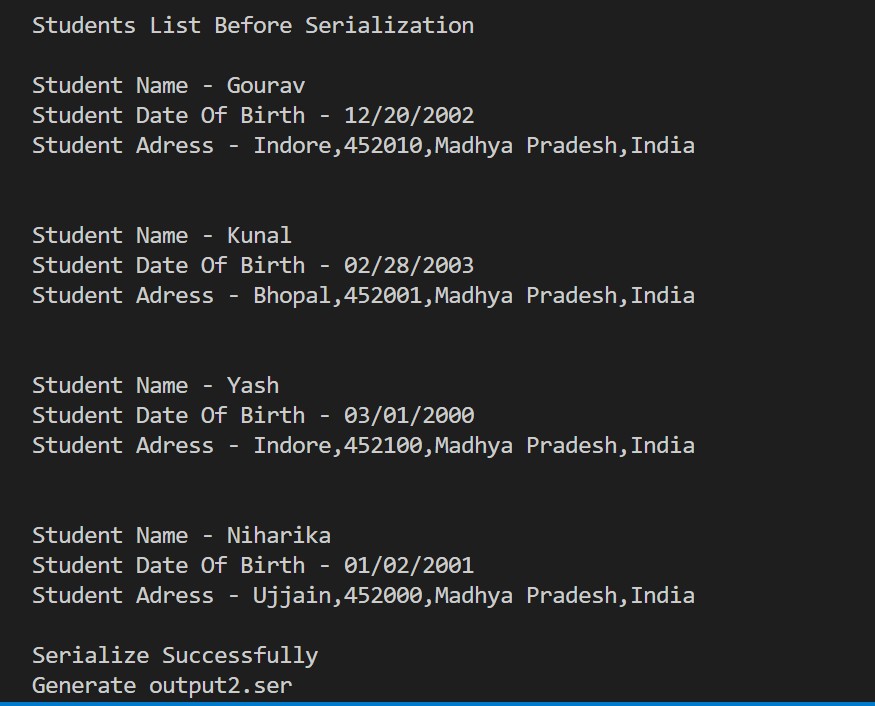 Students List Before Serialization
Student Name - Gourav
Student Date Of Birth - 12/20/2002
Student Adress - Indore,452010,Madhya Pradesh,India
Student Name - Kunal
Student Date Of Birth - 02/28/2003
Student Adress - Bhopal,452001,Madhya Pradesh,India
Student Name - Yash
Student Date Of Birth - 03/01/2000
Student Adress - Indore,452100,Madhya Pradesh,India
Student Name - Niharika
Student Date Of Birth - 01/02/2001
Student Adress - Ujjain,452000,Madhya Pradesh,India
Serialize Successfully
Generate output2.ser